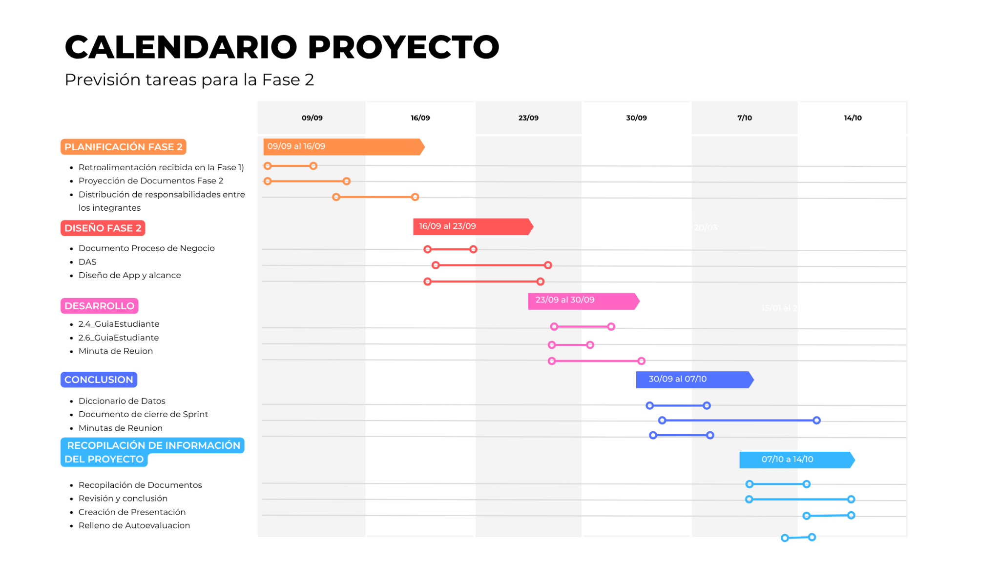 CALENDARIO PROYECTO
Previsión tareas para la Fase 2
09/09
16/09
23/09
30/09
7/10
14/10
PLANIFICACIÓN FASE 2
09/09 al 16/09
Retroalimentación recibida en la Fase 1)
Proyección de Documentos Fase 2
Distribución de responsabilidades entre
los integrantes
DISEÑO FASE 2
16/09 al 23/09
20/03
Documento Proceso de Negocio
DAS
Diseño de App y alcance
DESARROLLO
23/09 al 30/09
15/01 al 2
2.4_GuiaEstudiante
2.6_GuiaEstudiante
Minuta de Reuion
CONCLUSION
30/09 al 07/10
Diccionario de Datos
Documento de cierre de Sprint
Minutas de Reunion
RECOPILACIÓN DE INFORMACIÓN
DEL PROYECTO
07/10 a 14/10
Recopilación de Documentos
Revisión y conclusión
Creación de Presentación
Relleno de Autoevaluacion